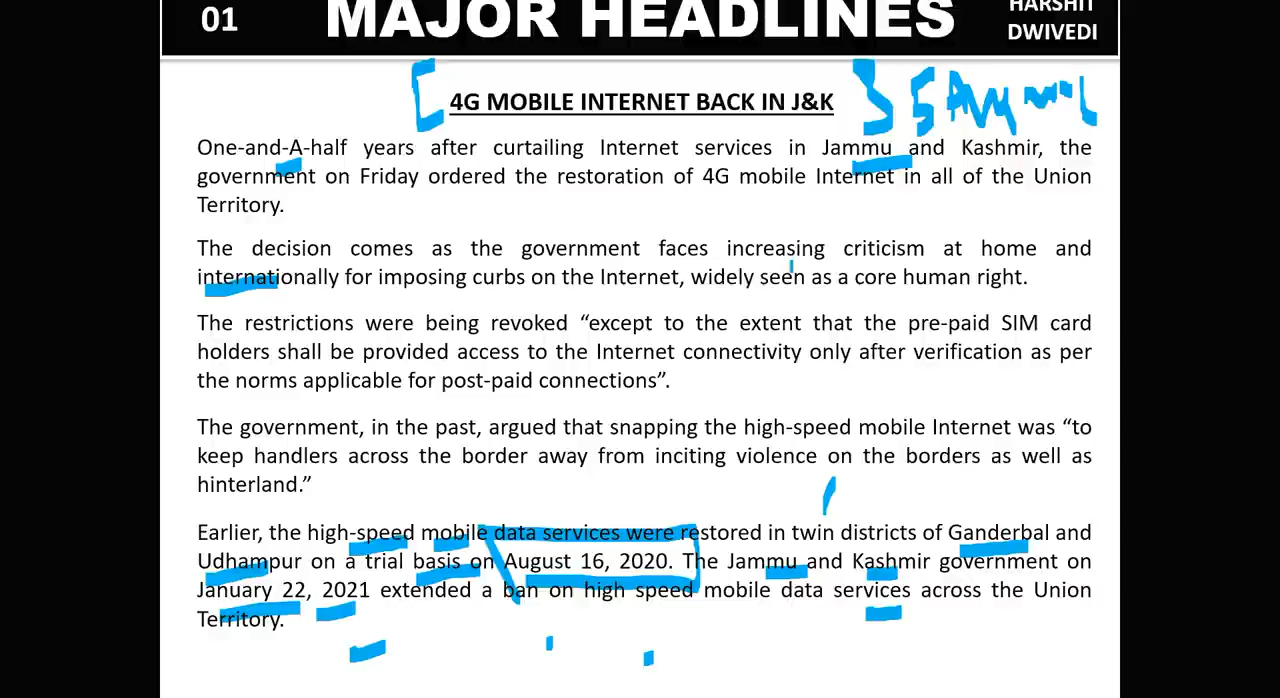 01
MAJOR HEADLINES
HARSHIT
DWIVEDI
4G MOBILE INTERNET BACK IN J&K
One-and-A-half years after curtailing Internet services in Jammu and Kashmir, the
government on Friday ordered the restoration of 4G mobile Internet in all of the Union
Territory.
The decision comes as the government faces increasing criticism at home and
internationally for imposing curbs on the Internet, widely seen as a core human right.
The restrictions were being revoked “except to the extent that the pre-paid SIM card
holders shall be provided access to the Internet connectivity only after verification as per
the norms applicable for post-paid connections”.
The government, in the past, argued that snapping the high-speed mobile Internet was “to
keep handlers across the border away from inciting violence on the borders as well as
hinterland.”
Earlier, the high-speed mobile data services were restored in twin districts of Ganderbal and
Udhampur on a trial basis on August 16, 2020. The Jammu and Kashmir government on
January 22, 2021 extended a ban on high speed mobile data services across the Union
Territory.